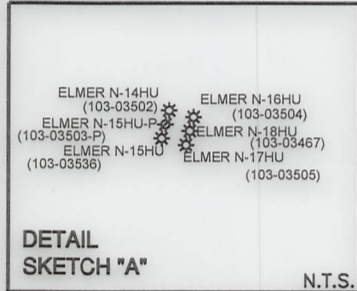 ELMER N-14HU
(103-03502)
ELMER N-15HU-P
(103-03503-P)
ELMER N-15HU
(103-03536)
ELMER N-16HU
(103-03504)
ELMER N-18HU
(103-03467)
ELMER N-17HU
(103-03505)
DETAIL
SKETCH "A"
N.T.S.